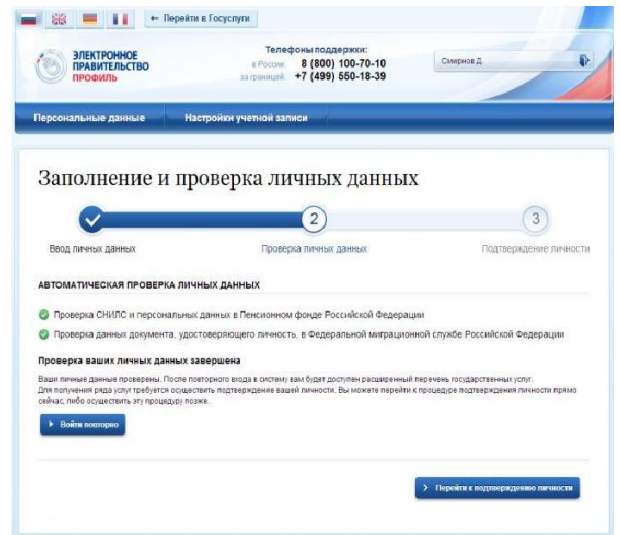 ← Перейти в Госуслуги
ЭЛЕКТРОННОЕ
ПРАВИТЕЛЬСТВО
ПРОФИЛЬ
Телефоны поддержки:
в России: 8 (800) 100-70-10
за границей: +7 (499) 550-18-39
Смирнов Д.
Персональные данные Настройки учетной записи
Заполнение и проверка личных данных
2 3
Ввод личных данных Проверка личных данных Подтверждение личности
АВТОМАТИЧЕСКАЯ ПРОВЕРКА ЛИЧНЫХ ДАННЫХ
Проверка СНИЛС и персональных данных в Пенсионном фонде Российской Федерации
Проверка данных документа, удостоверяющего личность, в Федеральной миграционной службе Российской Федерации
Проверка ваших личных данных завершена
Ваши личные данные проверены. После повторного входа в систему вам будет доступен расширенный перечень государственных услуг.
Для получения ряда услуг требуется осуществить подтверждение вашей личности. Вы можете перейти к процедуре подтверждения личности прямо
сейчас, либо осуществить эту процедуру позже.
Войти повторно
Перейти к подтверждению личности